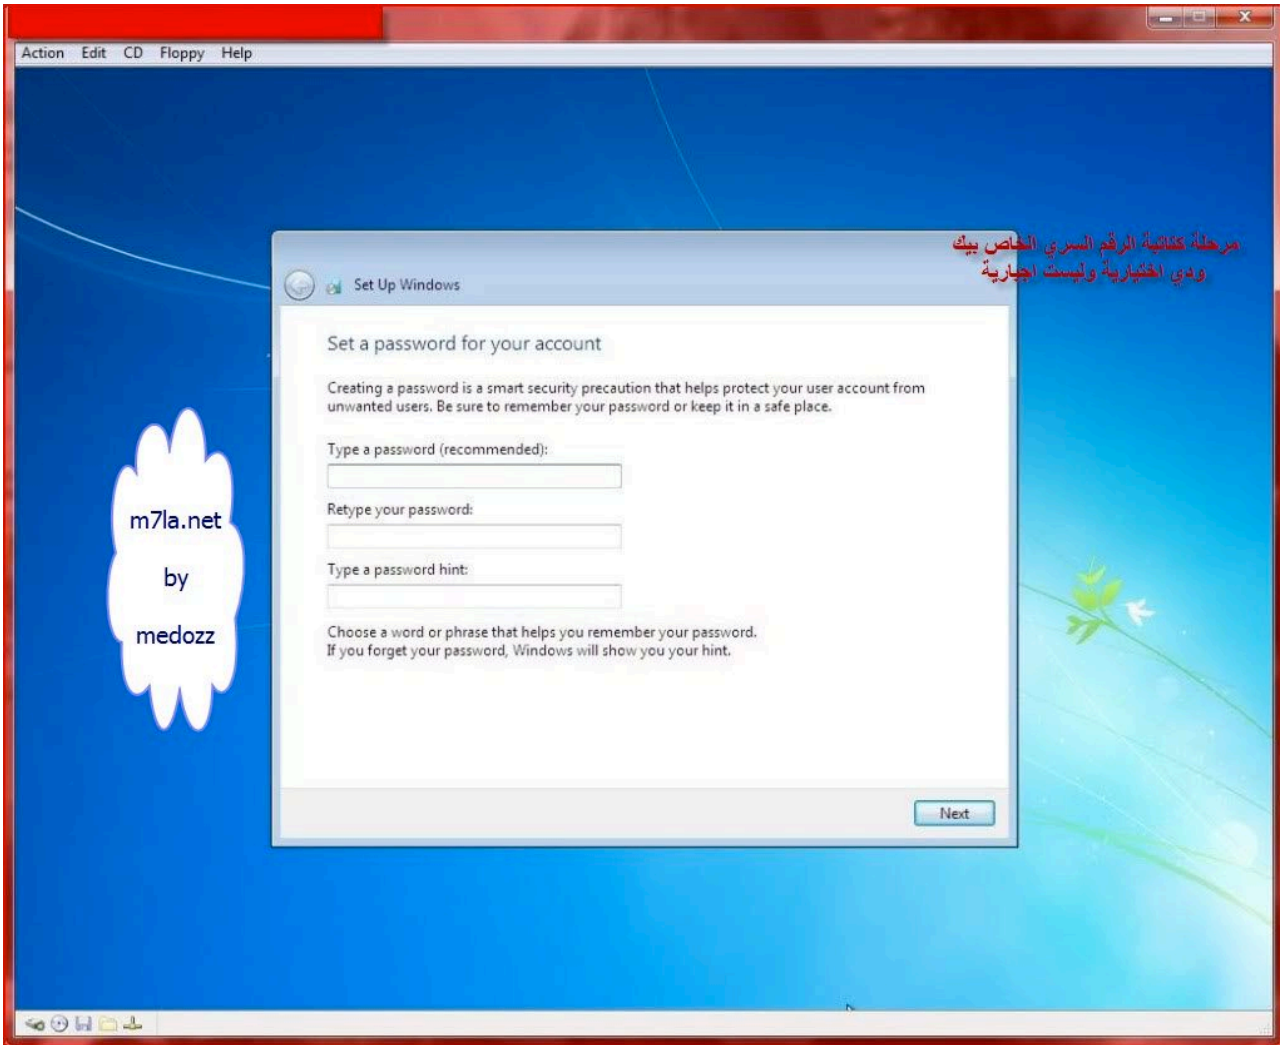 Action Edit CD Floppy Help
مرحلة كتاابة الرقم السري الخاص بيك
ودي اختيارية وليست اجبارية
Set Up Windows
Set a password for your account
Creating a password is a smart security precaution that helps protect your user account from
unwanted users. Be sure to remember your password or keep it in a safe place.
Type a password (recommended):
Retype your password:
Type a password hint:
Choose a word or phrase that helps you remember your password.
If you forget your password, Windows will show you your hint.
Next
m7la.net
by
medozz